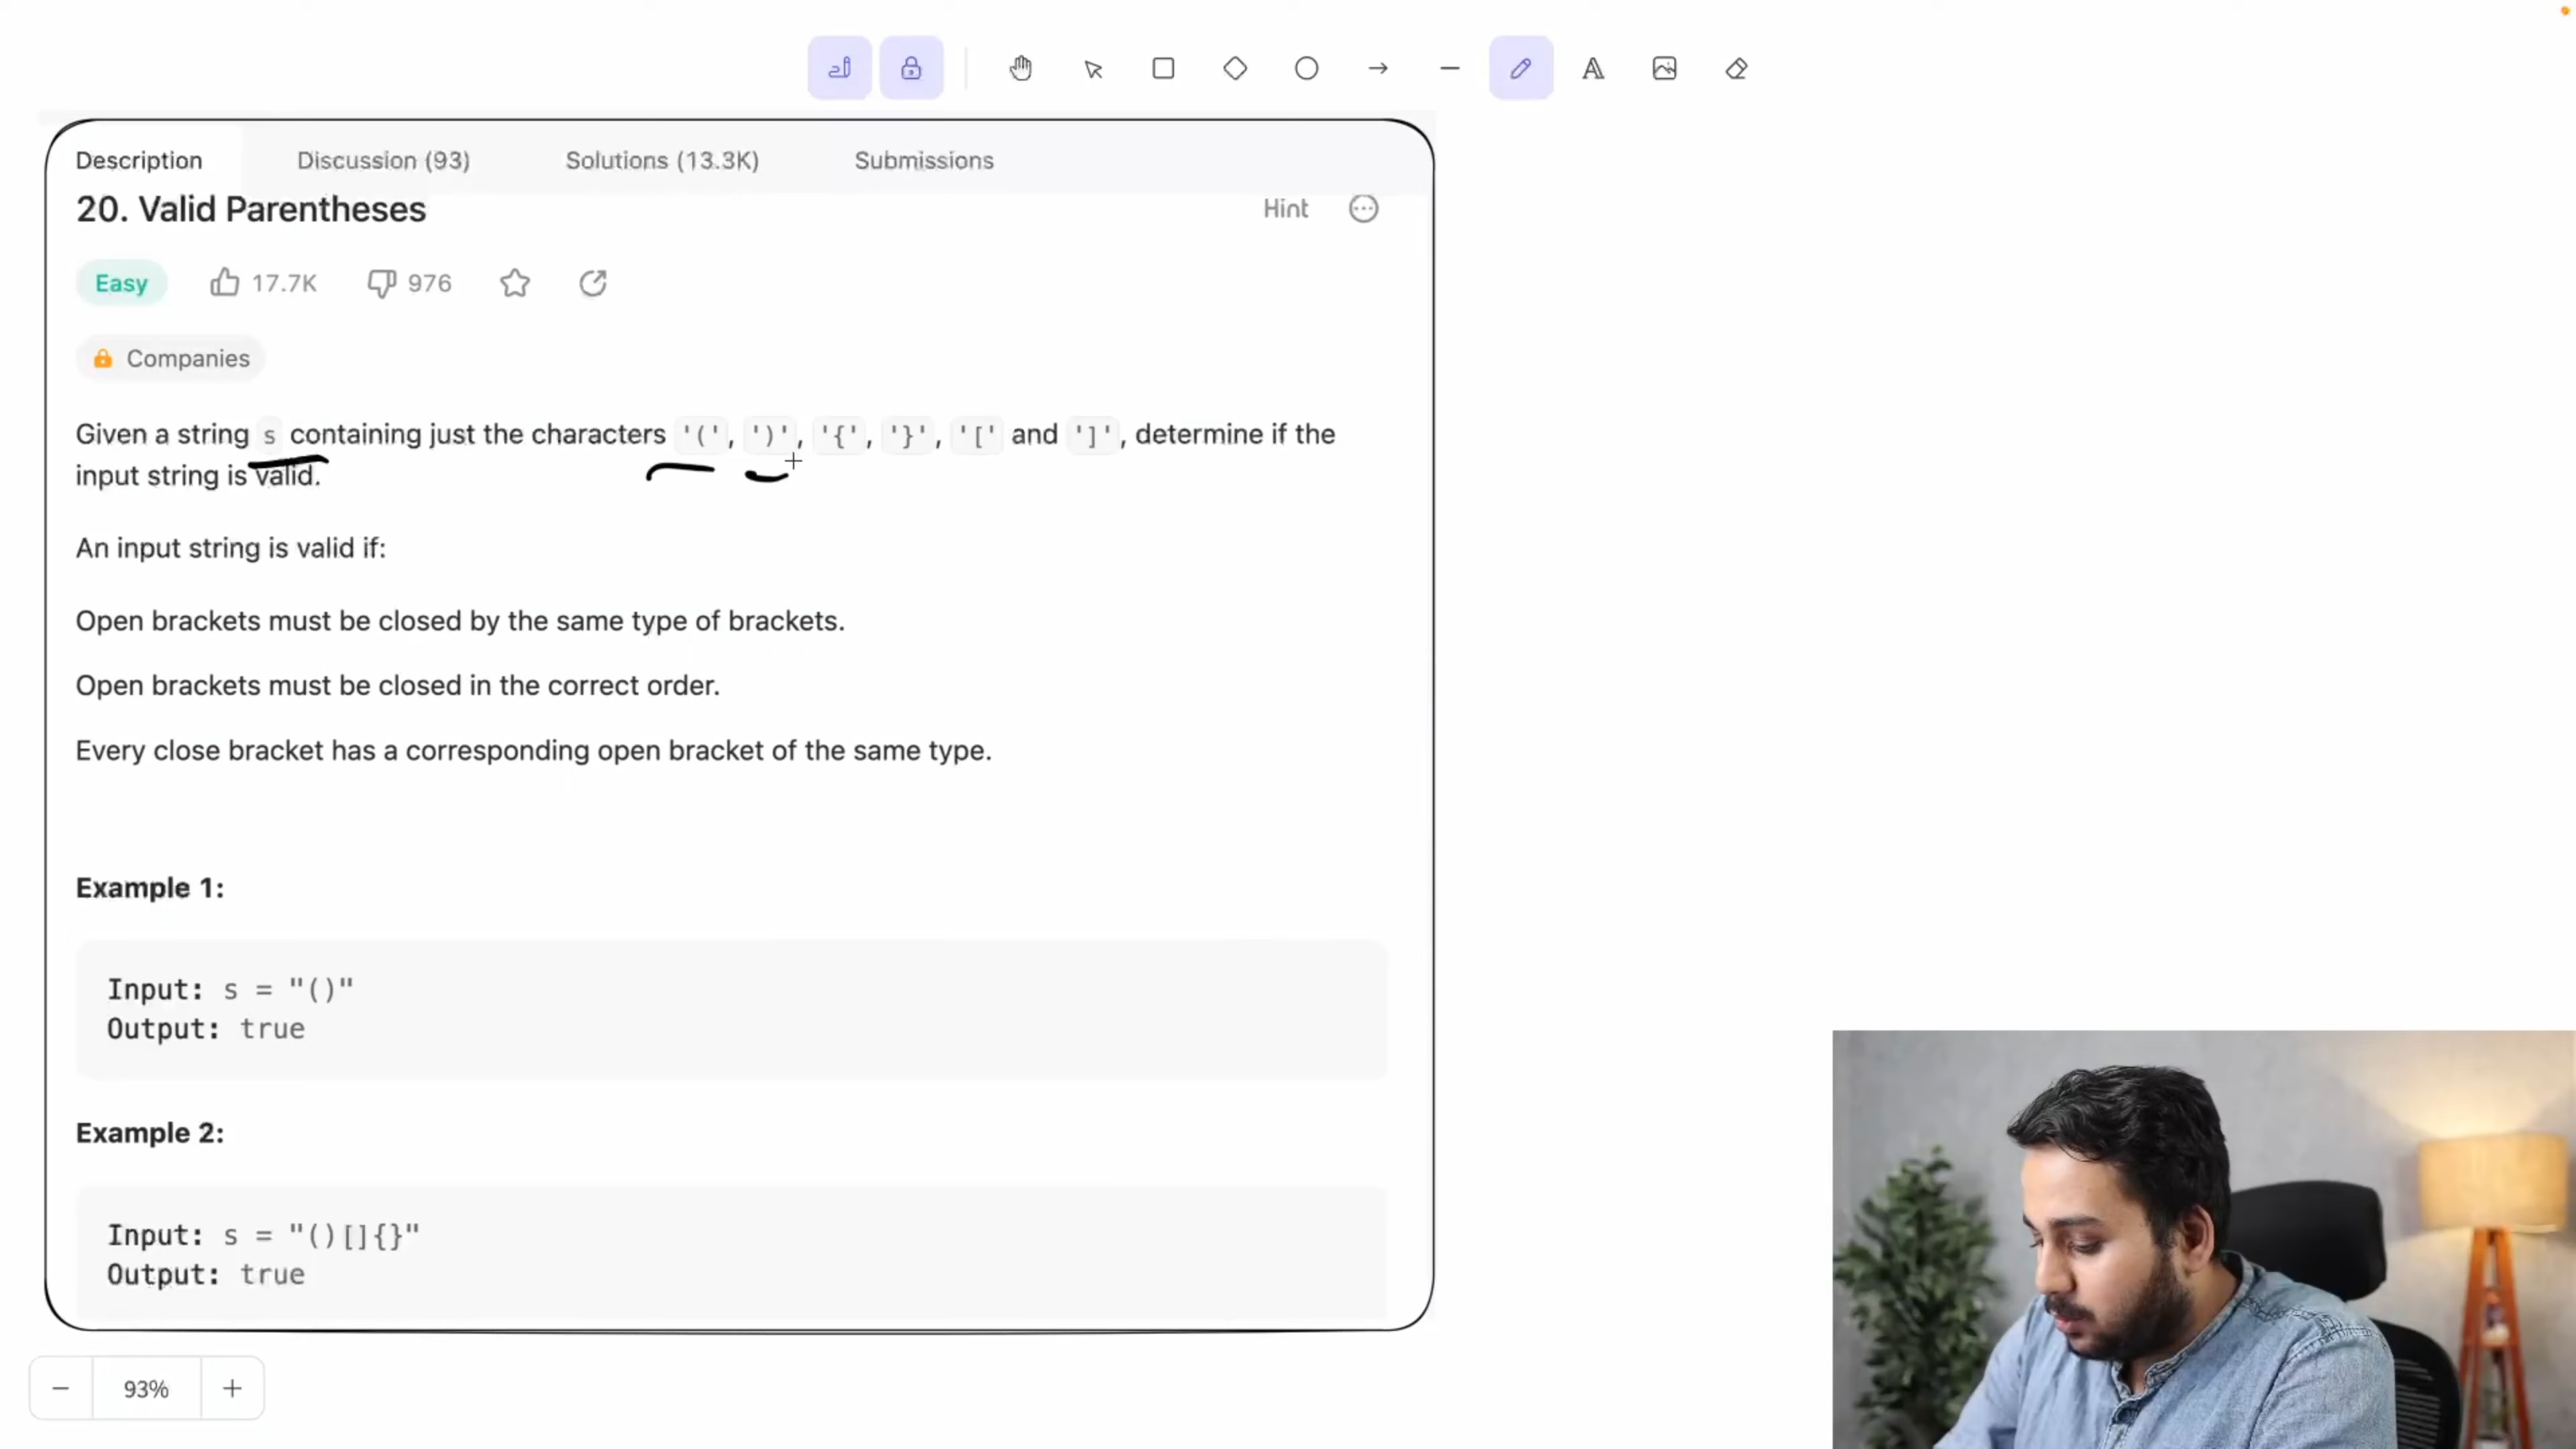 Description Discussion (93) Solutions (13.3K) Submissions
20. Valid Parentheses Hint
Easy 17.7K 976
Companies
Given a string s containing just the characters '(', ')', '{', '}', '[' and ']', determine if the
input string is valid.
An input string is valid if:
Open brackets must be closed by the same type of brackets.
Open brackets must be closed in the correct order.
Every close bracket has a corresponding open bracket of the same type.
Example 1:
Input: s = "()"
Output: true
Example 2:
Input: s = "()[]{}"
Output: true
93%